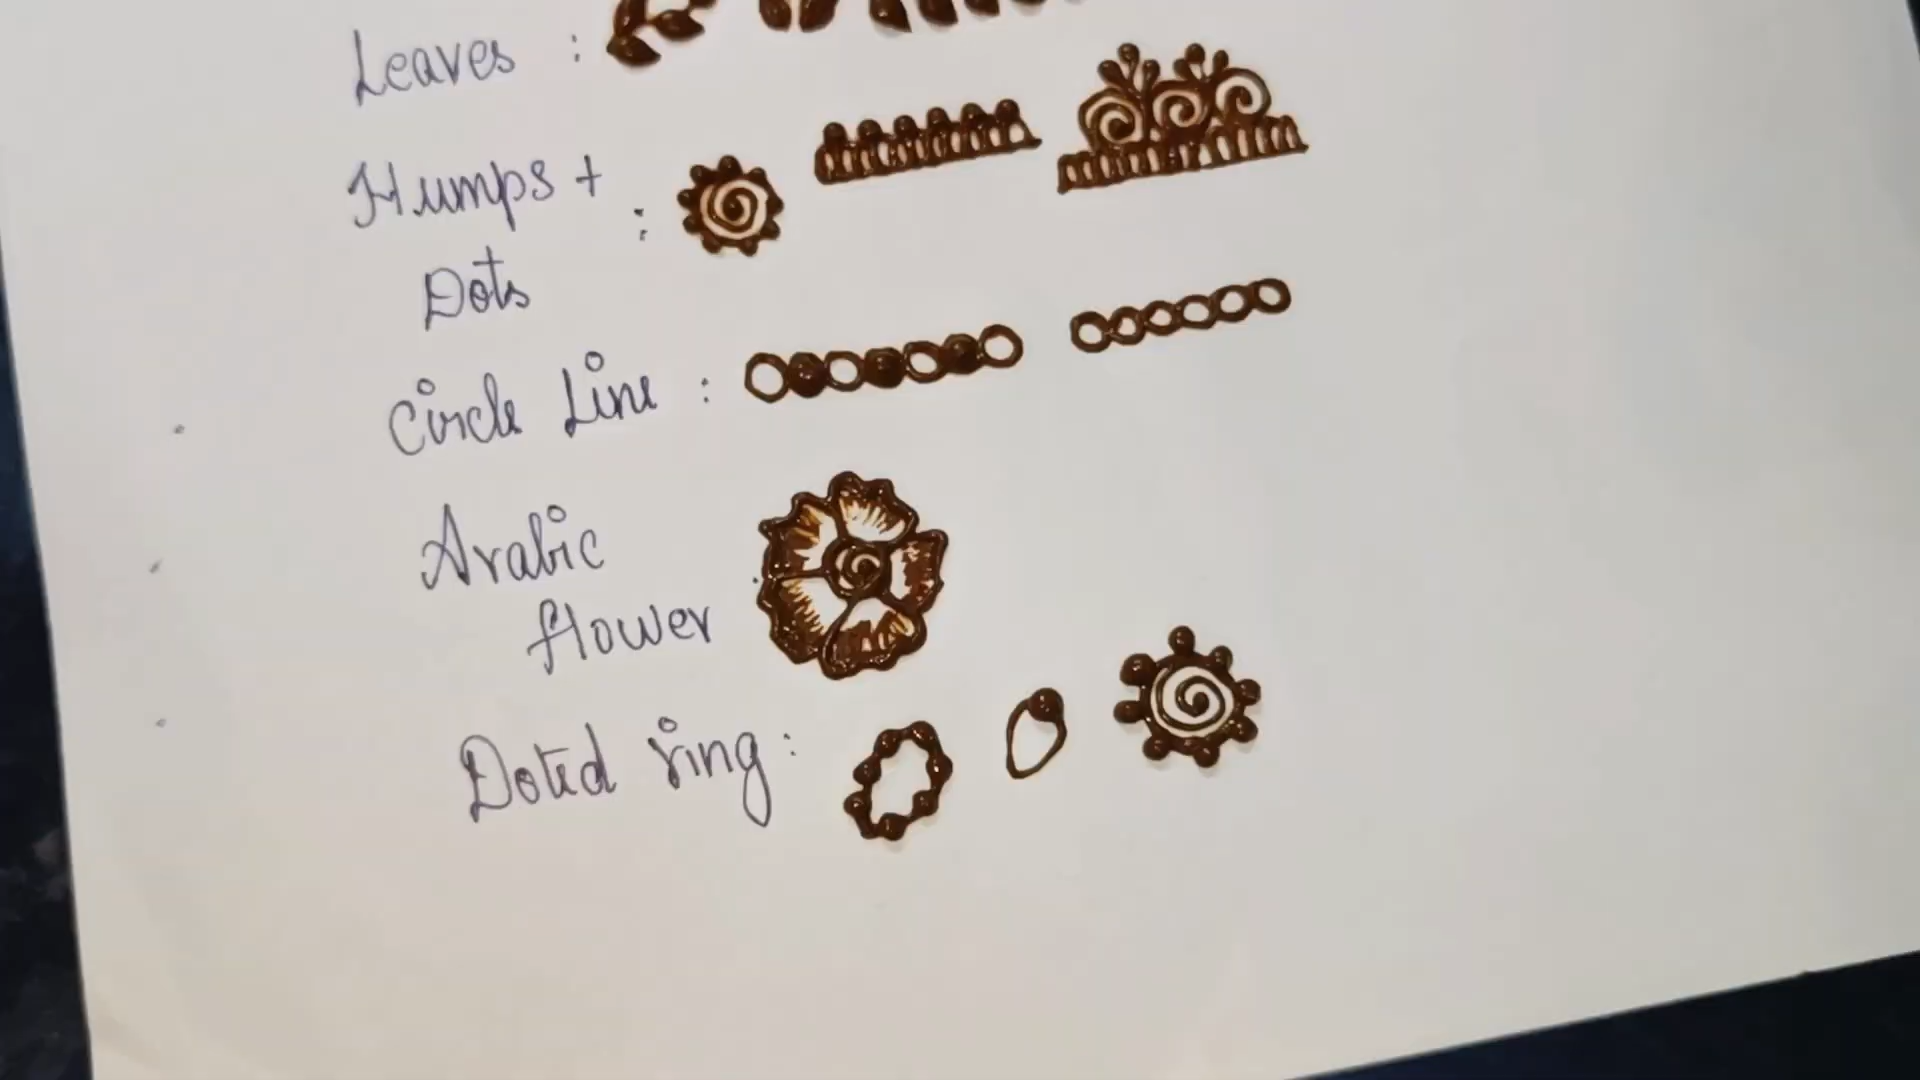 Leaves :
Humps +
:
Dots
Circle Line :
Arabic
flower
Doted ring :